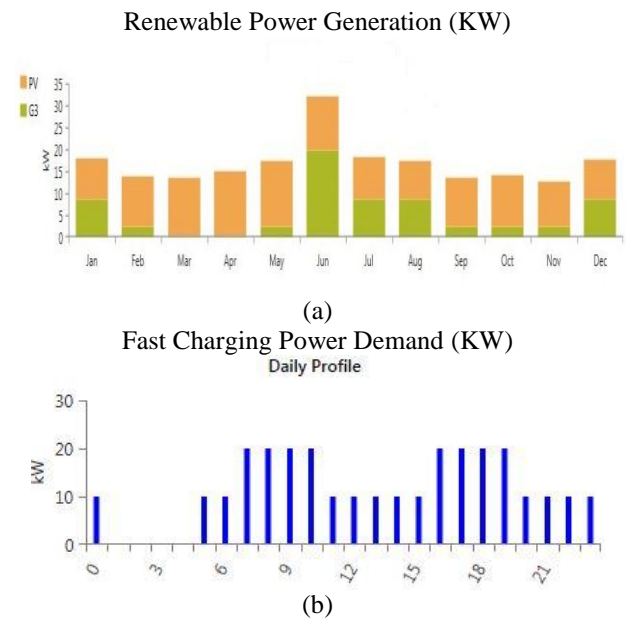 Renewable Power Generation (KW)
PV
G3
kW
35
30
25
20
15
10
5
0
Jan Feb Mar Apr May Jun Jul Aug Sep Oct Nov Dec
(a)
Fast Charging Power Demand (KW)
Daily Profile
kW
30
20
10
0
0 3 6 9 12 15 18 21
(b)